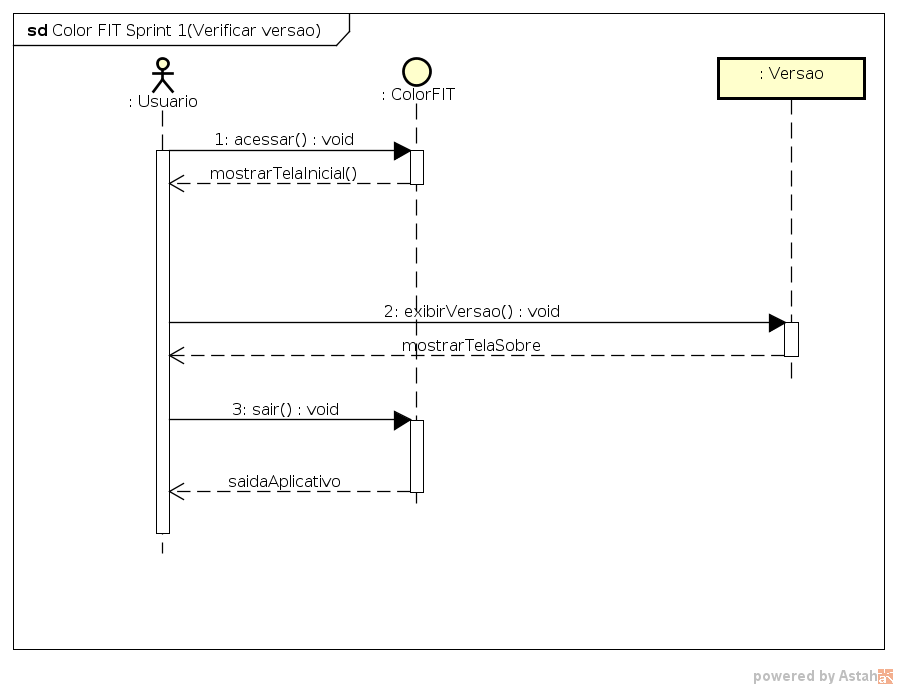 sd Color FIT Sprint 1(Verificar versao)
: Usuario
: ColorFIT
: Versao
1: acessar() : void
mostrarTelaInicial()
2: exibirVersao() : void
mostrarTelaSobre
3: sair() : void
saidaAplicativo
powered by Astah